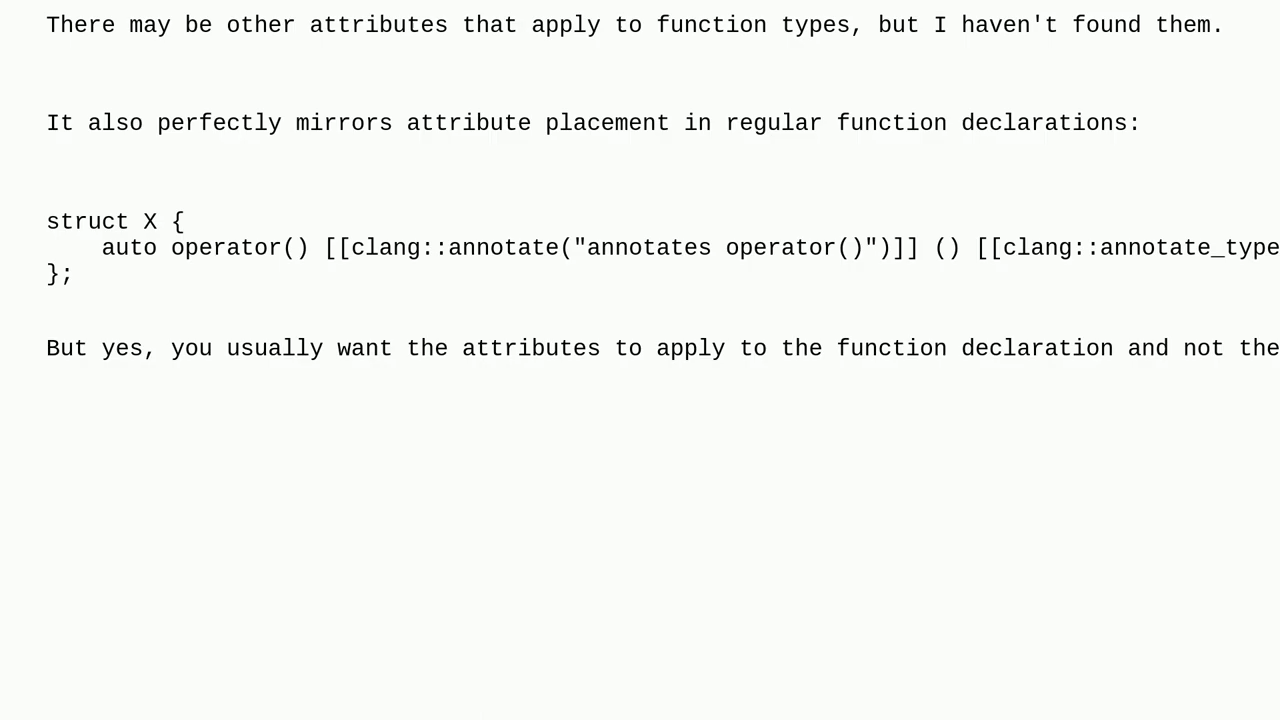 There may be other attributes that apply to function types, but I haven't found them.
It also perfectly mirrors attribute placement in regular function declarations:
struct X {
    auto operator() [[clang::annotate("annotates operator()")]] () [[clang::annotate_type
};
But yes, you usually want the attributes to apply to the function declaration and not the